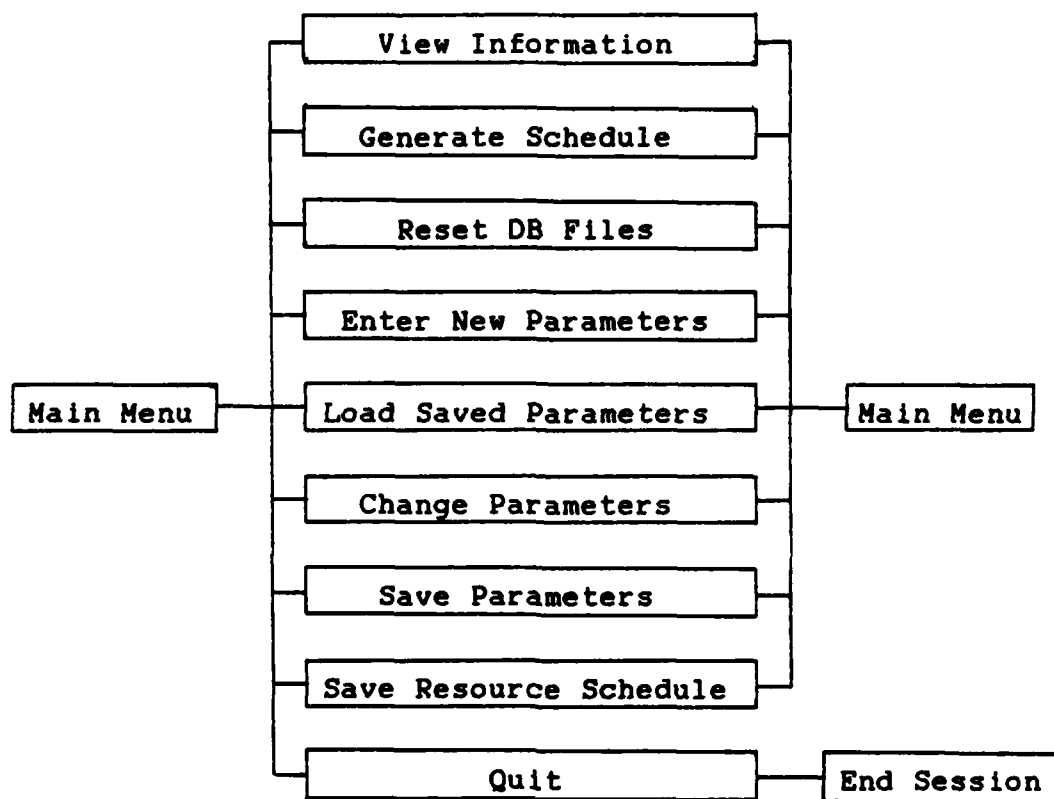 View Information
Generate Schedule
Reset DB Files
Enter New Parameters
Main Menu
Load Saved Parameters
Main Menu
Change Parameters
Save Parameters
Save Resource Schedule
Quit
End Session